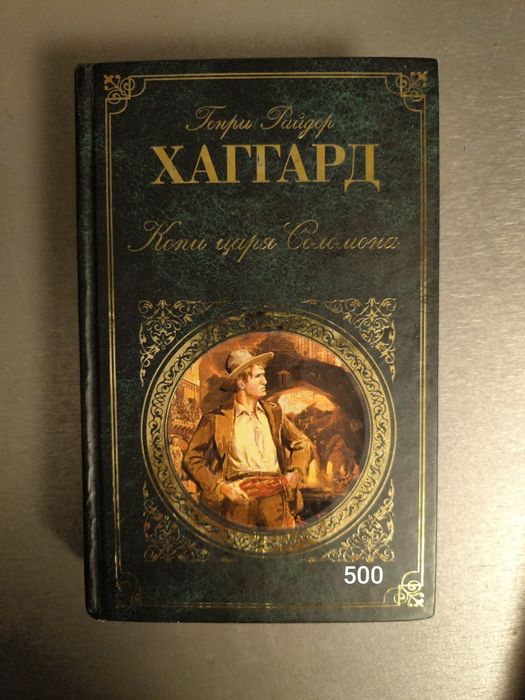 Генри Райдер
ХАГГАРД
Копи царя Соломона
500